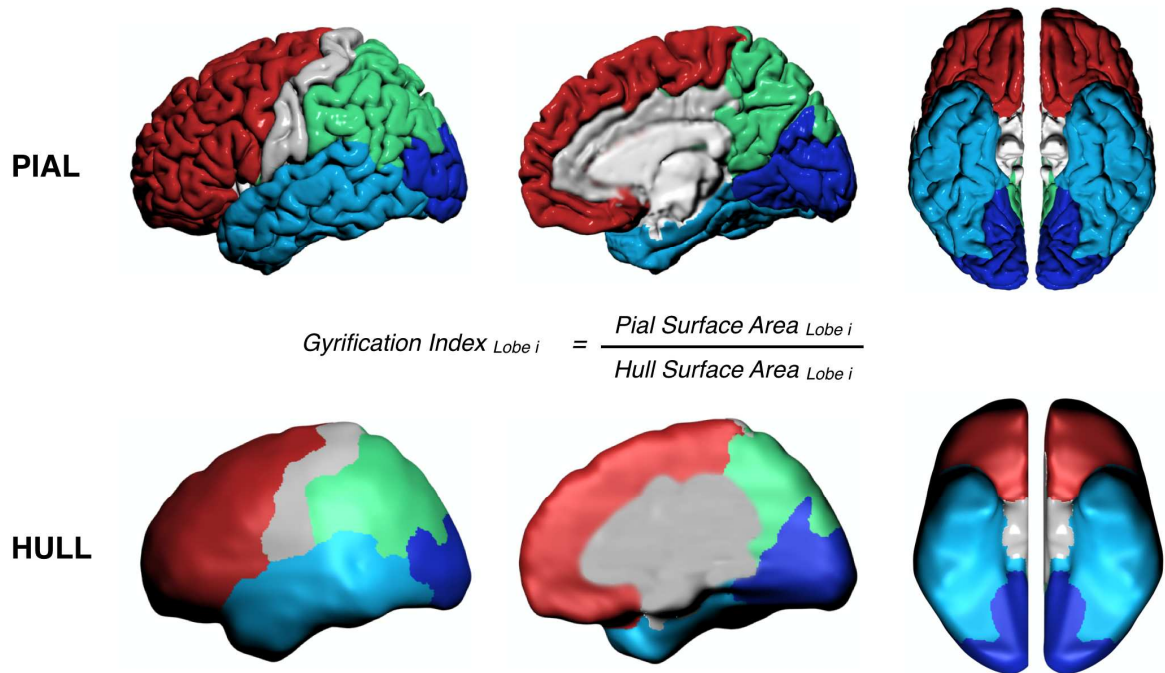 PIAL
Gyrification Index Lobe i = Pial Surface Area Lobe i
Hull Surface Area Lobe i
HULL